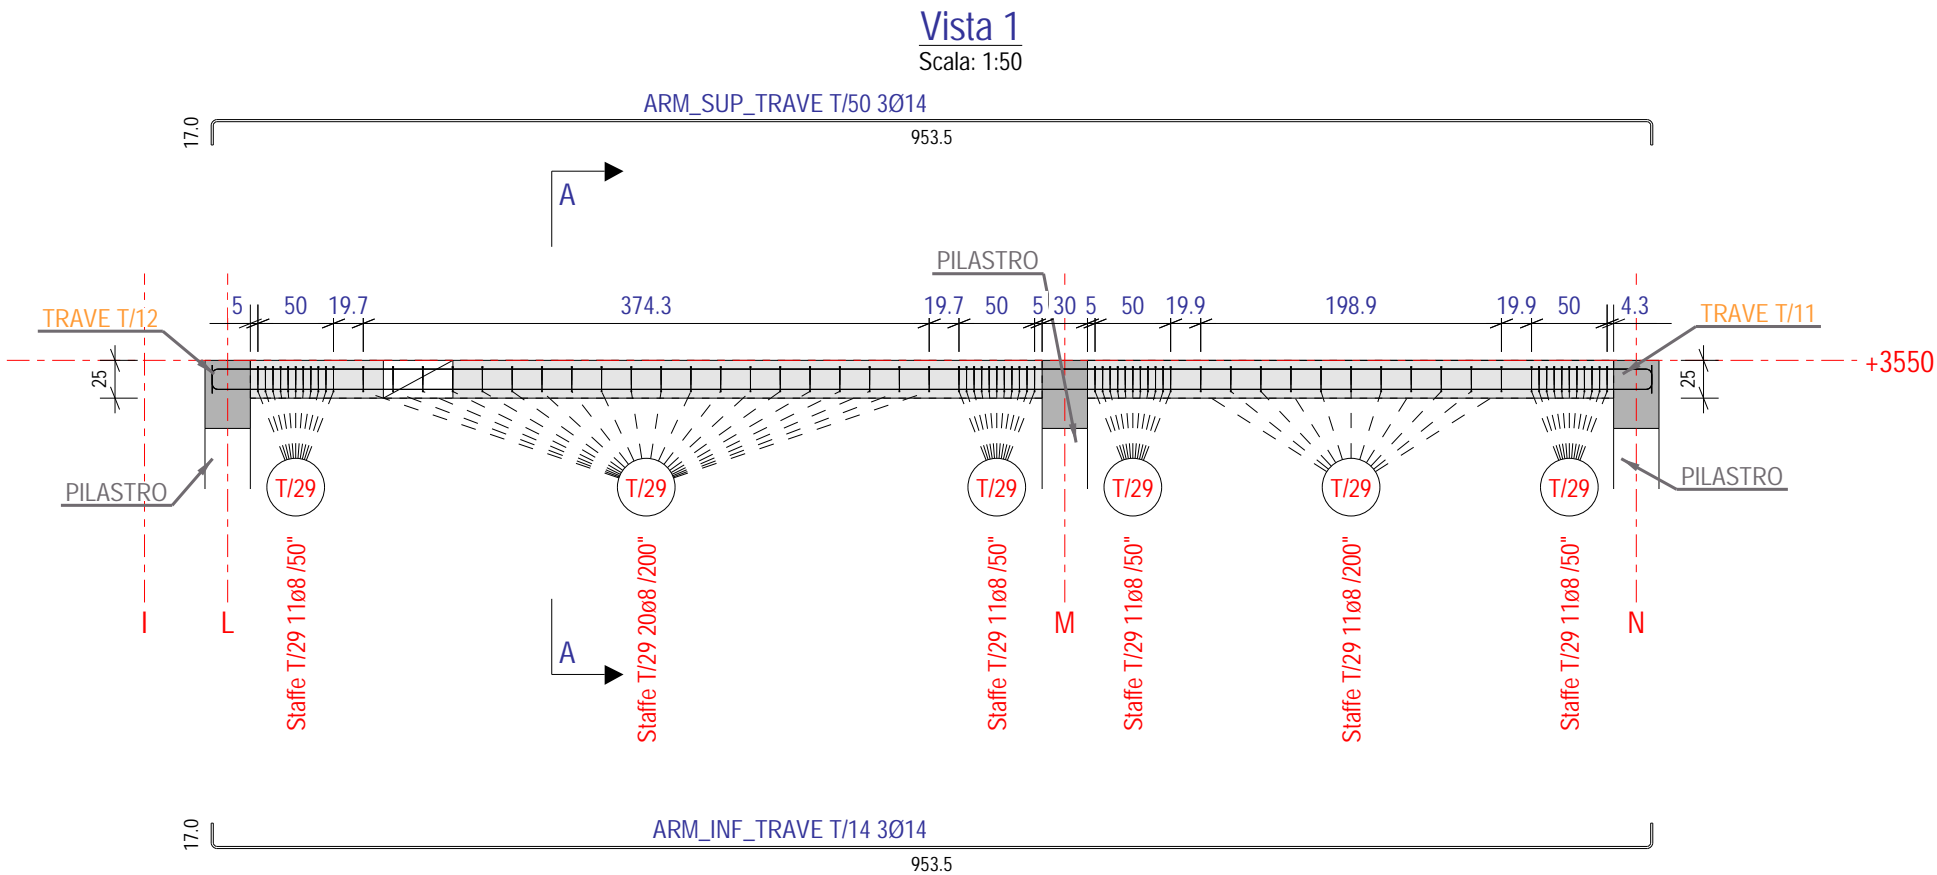 Vista 1
Scala: 1:50
ARM_SUP_TRAVE T/50 3Ø14
17.0
953.5
A
PILASTRO
5 50 19.7 374.3 19.7 50 5 30 5 50 19.9 198.9 19.9 50 4.3
TRAVE T/12
TRAVE T/11
+3550
25
25
PILASTRO
T/29 T/29 T/29 T/29 T/29 T/29
PILASTRO
Staffe T/29 11ø8 /50"
Staffe T/29 20ø8 /200"
Staffe T/29 11ø8 /50"
Staffe T/29 11ø8 /50"
Staffe T/29 11ø8 /200"
Staffe T/29 11ø8 /50"
I L M N
A
17.0
ARM_INF_TRAVE T/14 3Ø14
953.5